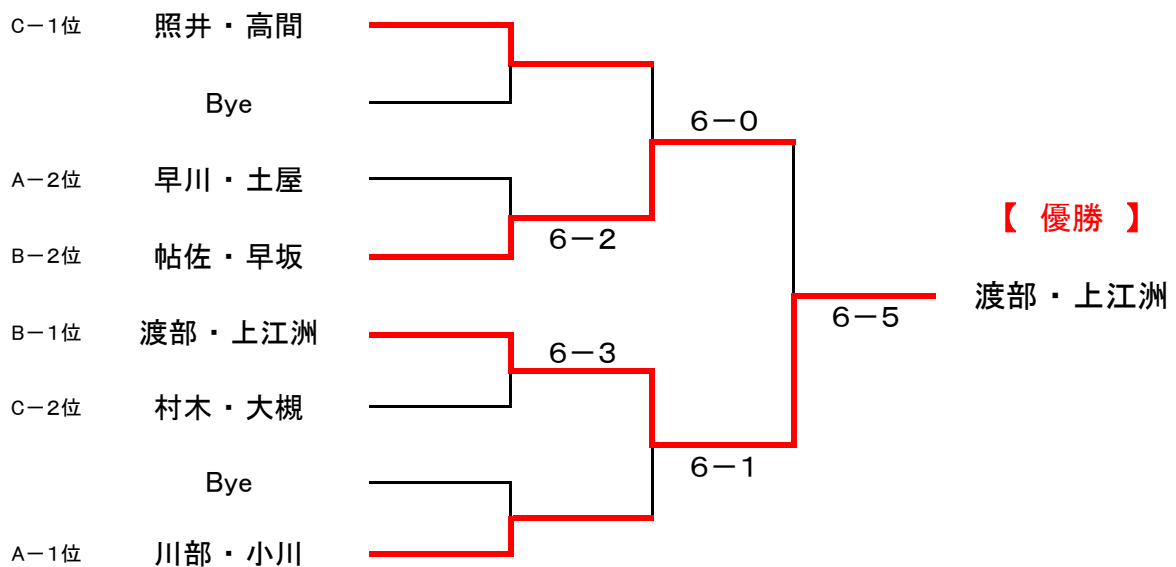 C－1位 照井・高間
Bye
6－0
A－2位 早川・土屋
【 優勝 】
6－2
B－2位 帖佐・早坂
渡部・上江洲
6－5
B－1位 渡部・上江洲
6－3
C－2位 村木・大槻
6－1
Bye
A－1位 川部・小川